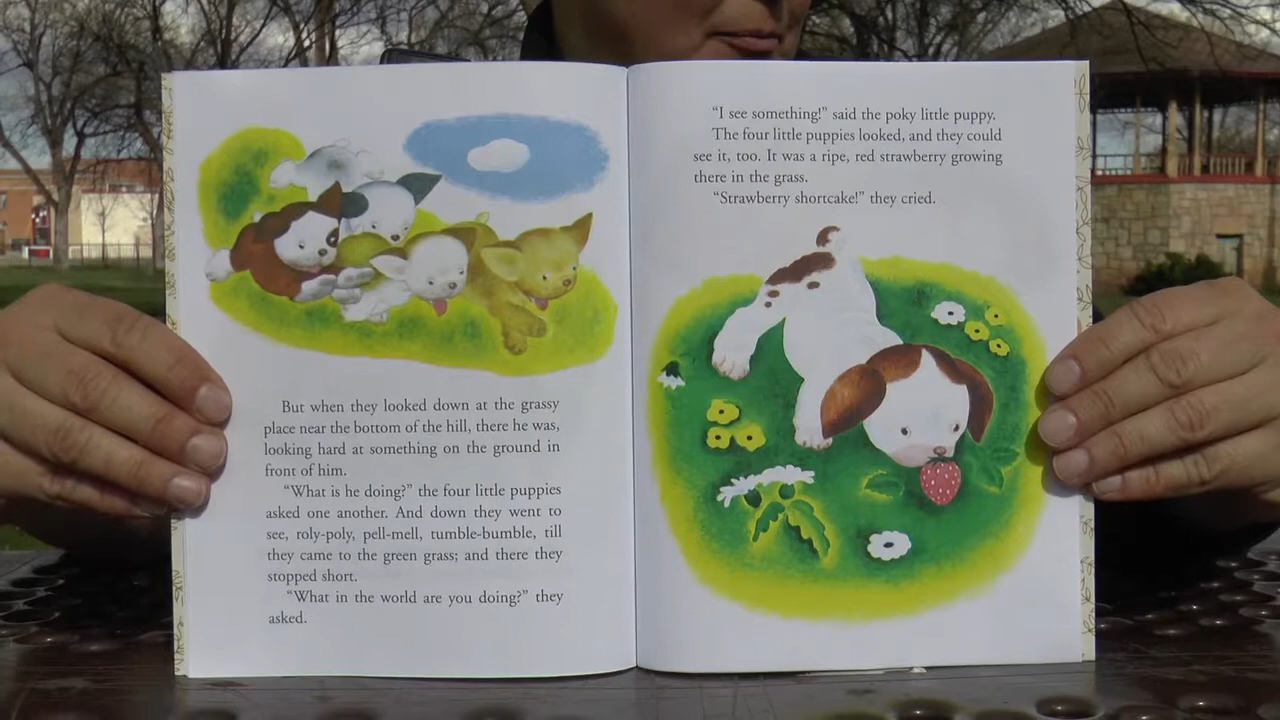 But when they looked down at the grassy
place near the bottom of the hill, there he was,
looking hard at something on the ground in
front of him.
“What is he doing?” the four little puppies
asked one another. And down they went to
see, roly-poly, pell-mell, tumble-bumble, till
they came to the green grass; and there they
stopped short.
“What in the world are you doing?” they
asked.
“I see something!” said the poky little puppy.
The four little puppies looked, and they could
see it, too. It was a ripe, red strawberry growing
there in the grass.
“Strawberry shortcake!” they cried.